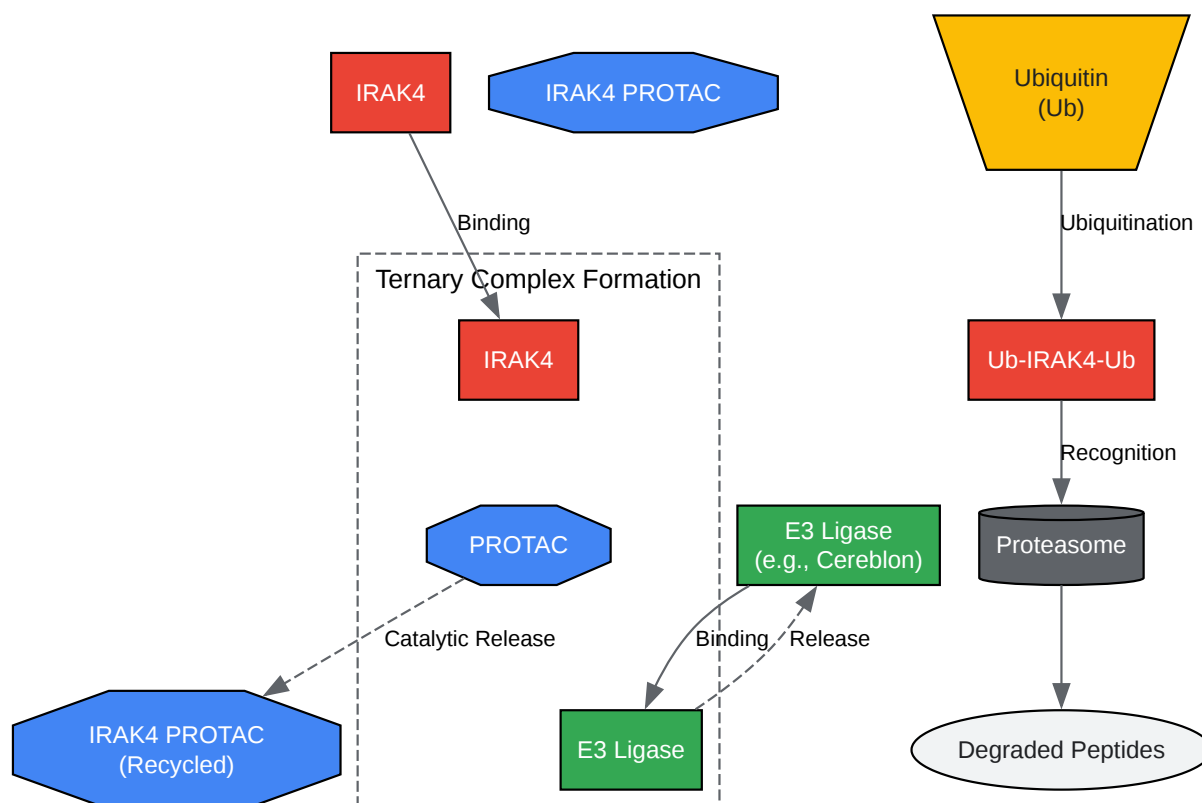 IRAK4
IRAK4 PROTAC
Ubiquitin
(Ub)
Binding
Ubiquitination
Ternary Complex Formation
IRAK4
Ub-IRAK4-Ub
Recognition
PROTAC
E3 Ligase
(e.g., Cereblon)
Proteasome
Catalytic Release
Binding
Release
IRAK4 PROTAC
(Recycled)
E3 Ligase
Degraded Peptides